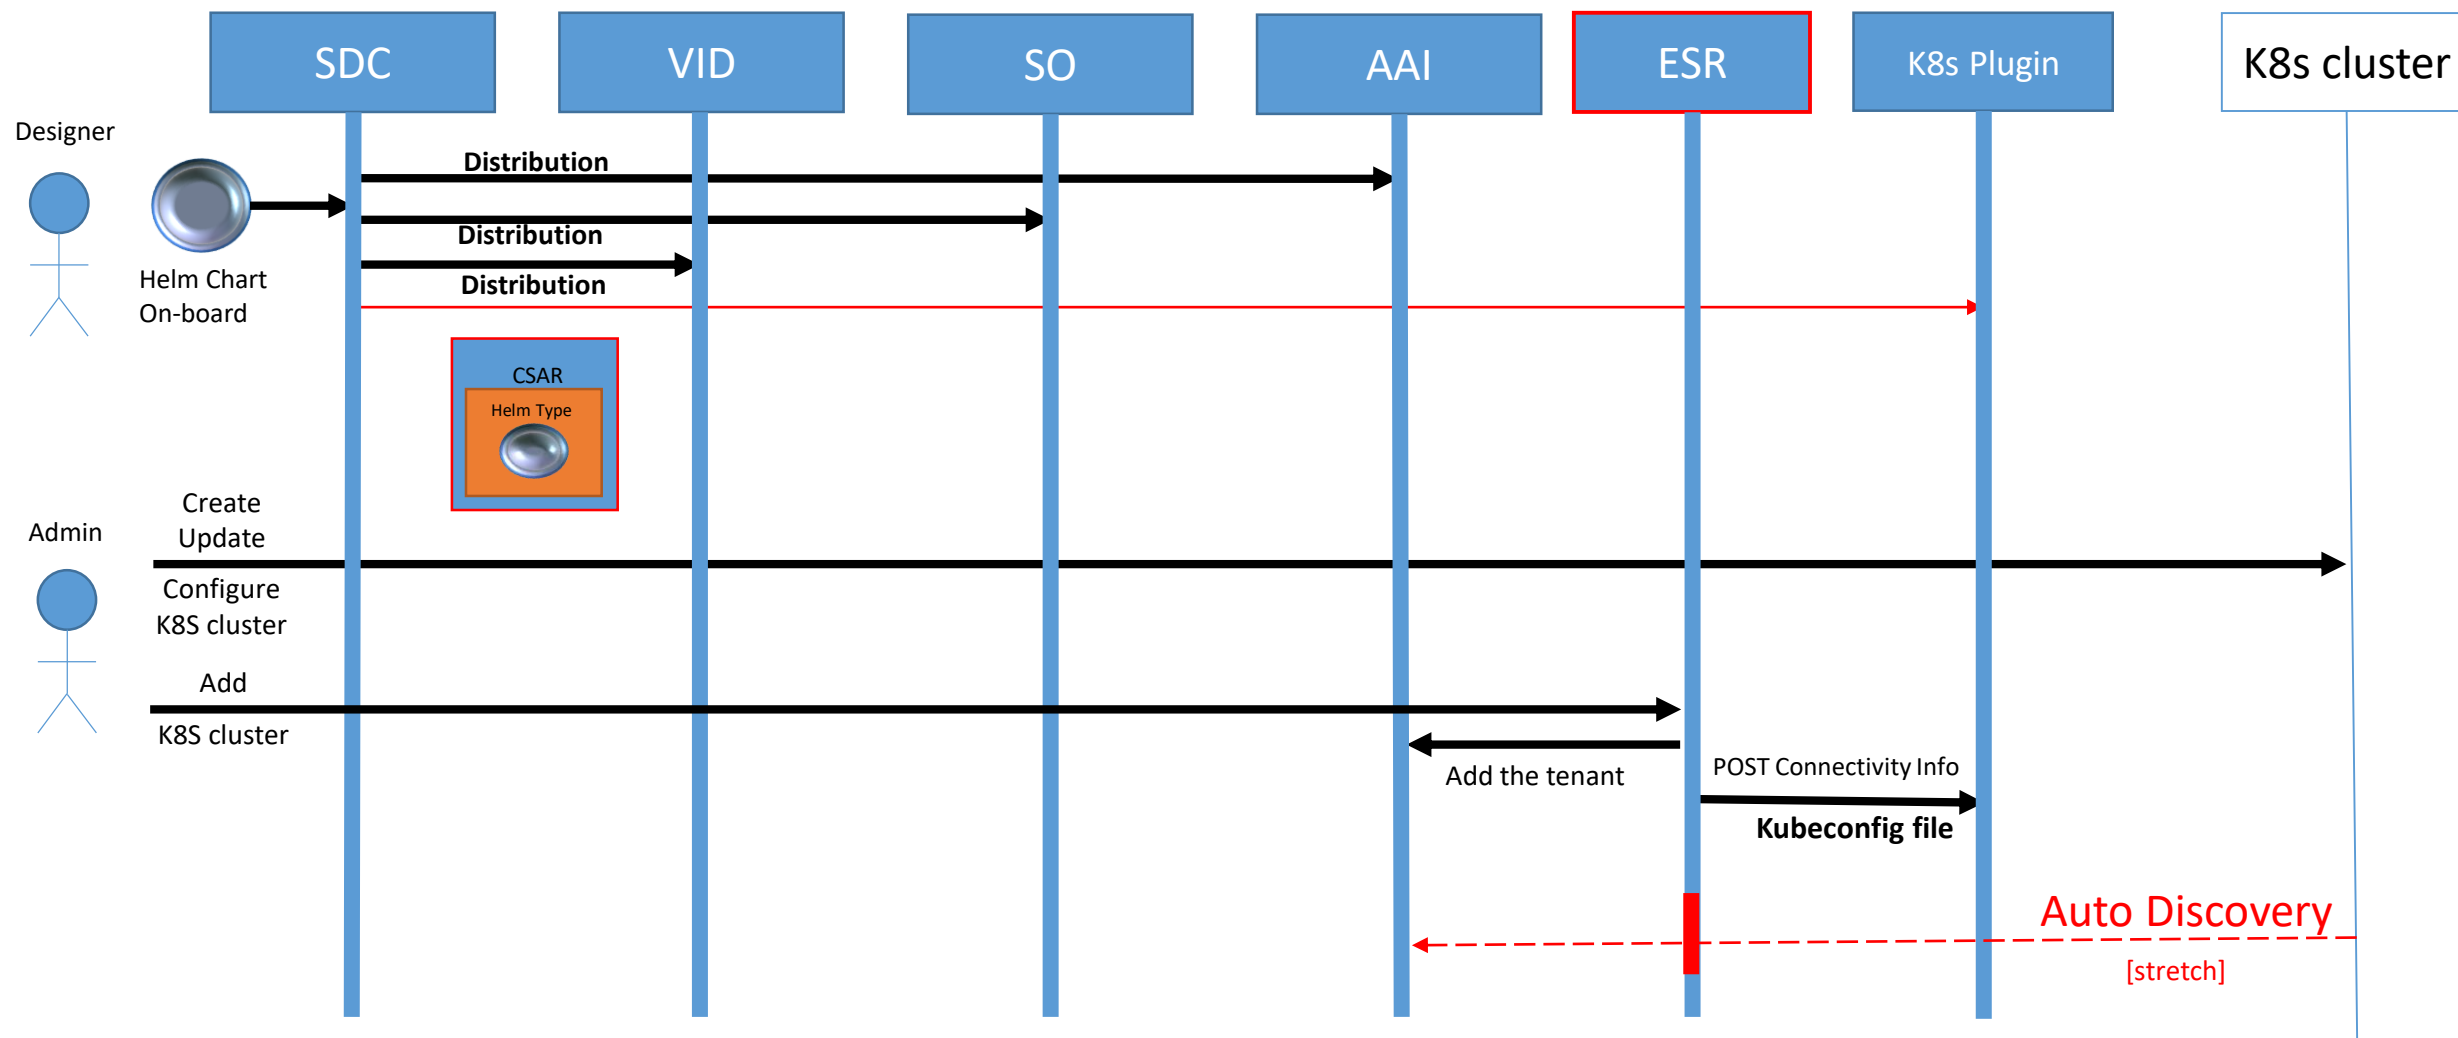 SDC
VID
SO
AAI
ESR
K8s Plugin
K8s cluster
Designer
Distribution
Distribution
Distribution
Helm Chart
On-board
CSAR
Helm Type
Create
Update
Admin
Configure
K8S cluster
Add
K8S cluster
Add the tenant
POST Connectivity Info
Kubeconfig file
Auto Discovery
[stretch]